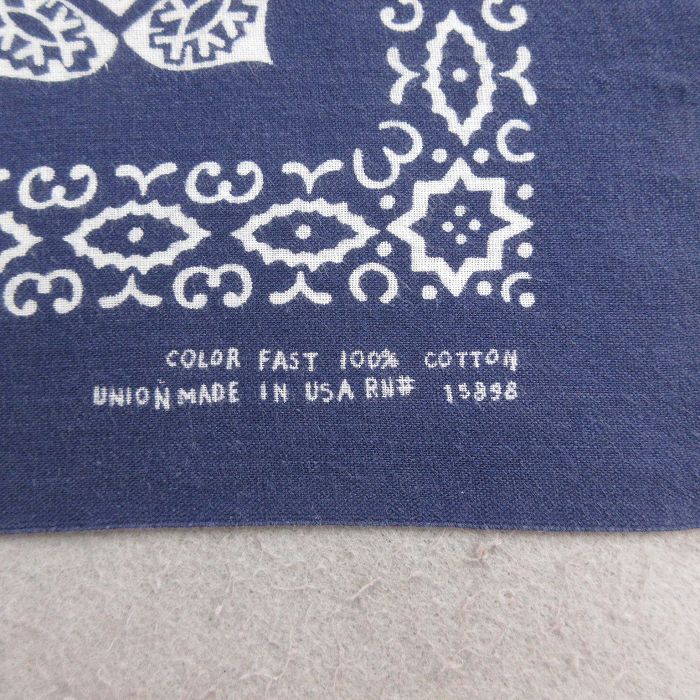 COLOR FAST 100% COTTON
UNION MADE IN USA RN# 15898